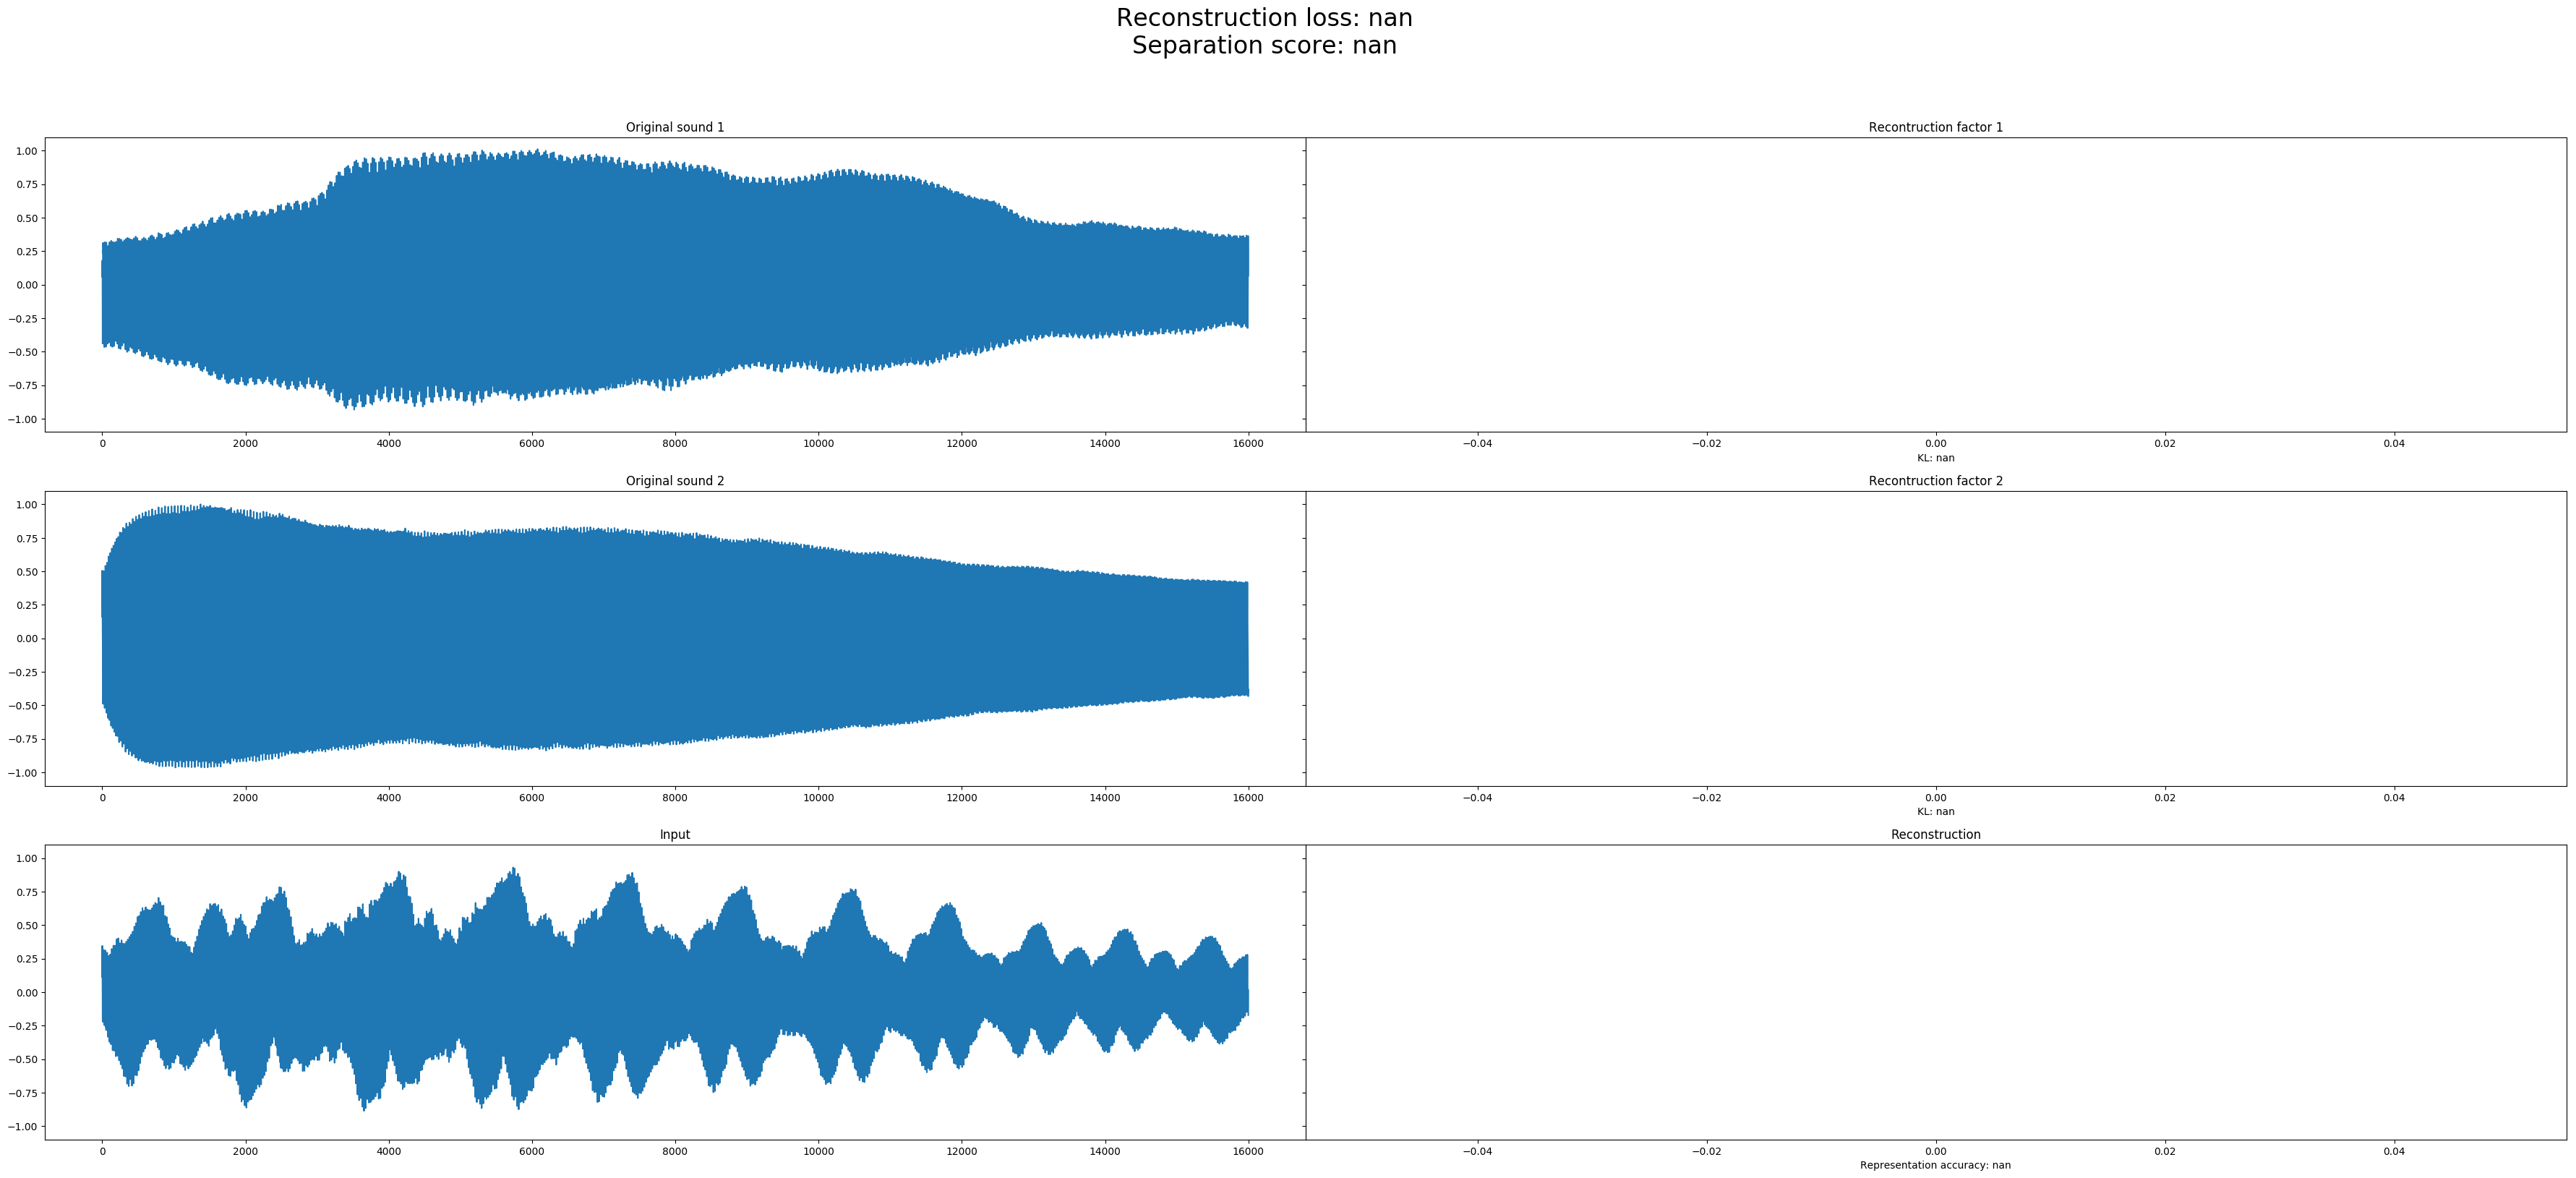 Reconstruction loss: nan
Separation score: nan
Original sound 1
Recontruction factor 1
1.00
0.75
0.50
0.25
0.00
−0.25
−0.50
−0.75
−1.00
0 2000 4000 6000 8000 10000 12000 14000 16000
−0.04 −0.02 0.00 0.02 0.04
KL: nan
Original sound 2
Recontruction factor 2
1.00
0.75
0.50
0.25
0.00
−0.25
−0.50
−0.75
−1.00
0 2000 4000 6000 8000 10000 12000 14000 16000
−0.04 −0.02 0.00 0.02 0.04
KL: nan
Input
Reconstruction
1.00
0.75
0.50
0.25
0.00
−0.25
−0.50
−0.75
−1.00
0 2000 4000 6000 8000 10000 12000 14000 16000
−0.04 −0.02 0.00 0.02 0.04
Representation accuracy: nan